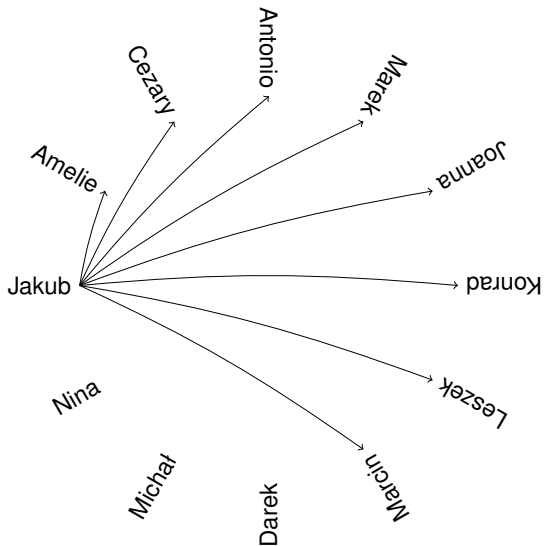 Antonio
Cezary
Marek
Amelie
Joanna
Jakub
Konrad
Nina
Leszek
Michał
Marcin
Darek